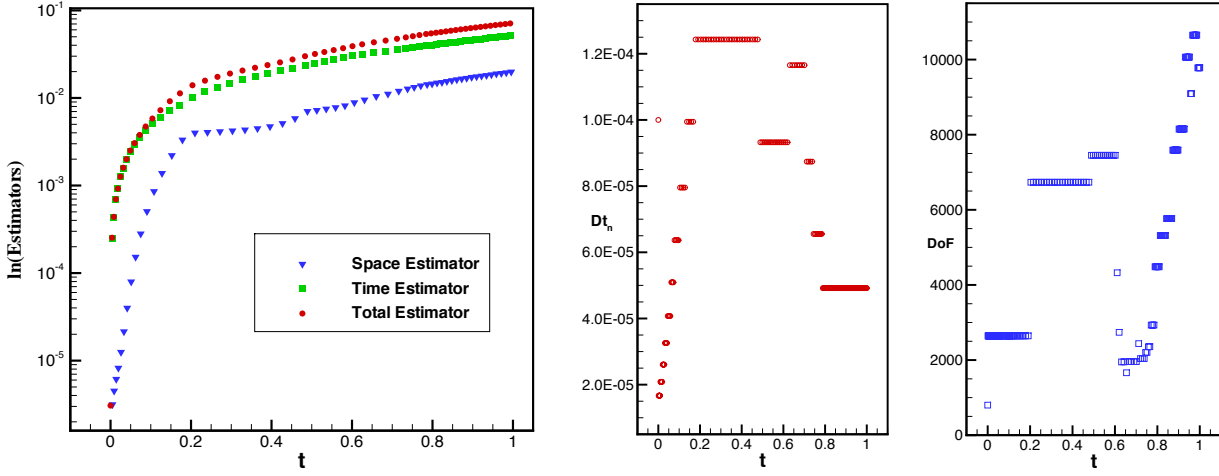 10⁻¹
10⁻²
10⁻³
10⁻⁴
10⁻⁵
ln(Estimators)
Space Estimator
Time Estimator
Total Estimator
0 0.2 0.4 0.6 0.8 1
t
1.2E-04
1.0E-04
8.0E-05
Dtₙ
6.0E-05
4.0E-05
2.0E-05
0 0.2 0.4 0.6 0.8 1
t
10000
8000
6000
DoF
4000
2000
0
0 0.2 0.4 0.6 0.8 1
t